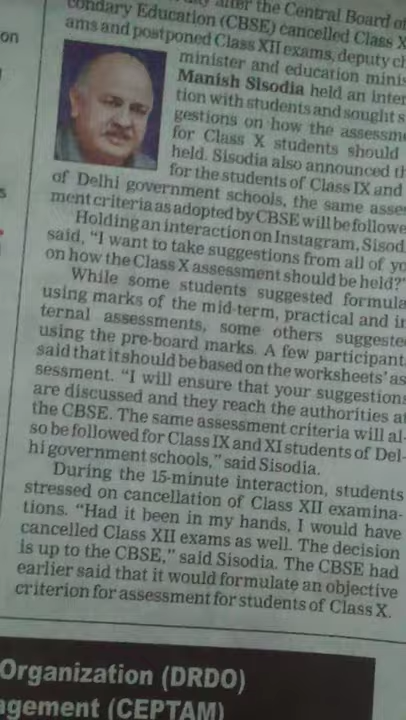 after the Central Board of
condary Education (CBSE) cancelled Class X
ams and postponed Class XII exams, deputy ch
minister and education minis
Manish Sisodia held an inter
tion with students and sought s
gestions on how the assessme
for Class X students should
held. Sisodia also announced th
for the students of Class IX and
of Delhi government schools, the same asses
ment criteria as adopted by CBSE will be followe
Holding an interaction on Instagram, Sisod
said, “I want to take suggestions from all of yo
on how the Class X assessment should be held?”
While some students suggested formula
using marks of the mid-term, practical and in
ternal assessments, some others suggeste
using the pre-board marks. A few participant
said that it should be based on the worksheets’ as
sessment. “I will ensure that your suggestions
are discussed and they reach the authorities at
the CBSE. The same assessment criteria will al-
so be followed for Class IX and XI students of Del-
hi government schools,” said Sisodia.
During the 15-minute interaction, students
stressed on cancellation of Class XII examina-
tions. “Had it been in my hands, I would have
cancelled Class XII exams as well. The decision
is up to the CBSE,” said Sisodia. The CBSE had
earlier said that it would formulate an objective
criterion for assessment for students of Class X.
on
s
Organization (DRDO)
agement (CEPTAM)